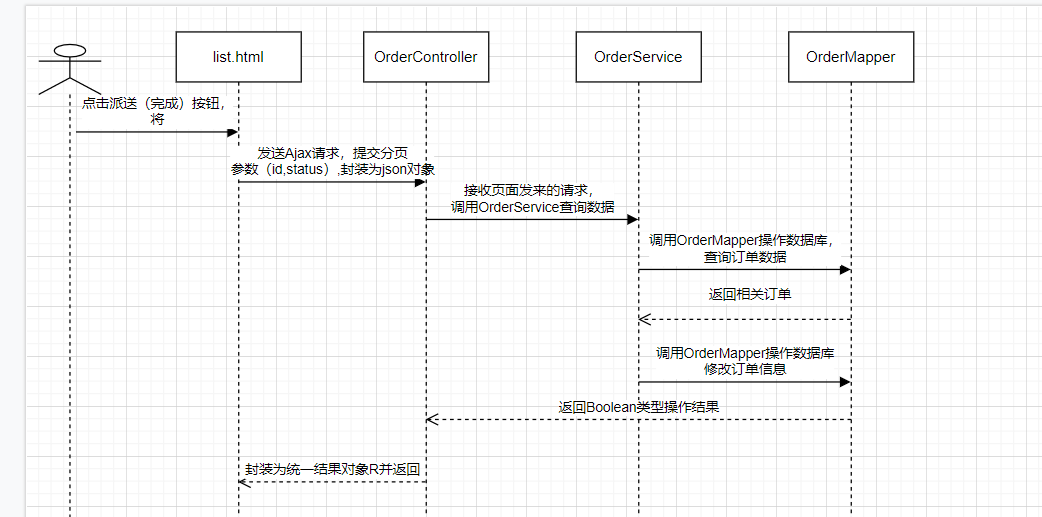 list.html
OrderController
OrderService
OrderMapper
点击派送（完成）按钮，
将
发送Ajax请求，提交分页
参数（id,status）,封装为json对象
接收页面发来的请求，
调用OrderService查询数据
调用OrderMapper操作数据库，
查询订单数据
返回相关订单
调用OrderMapper操作数据库
修改订单信息
返回Boolean类型操作结果
封装为统一结果对象R并返回